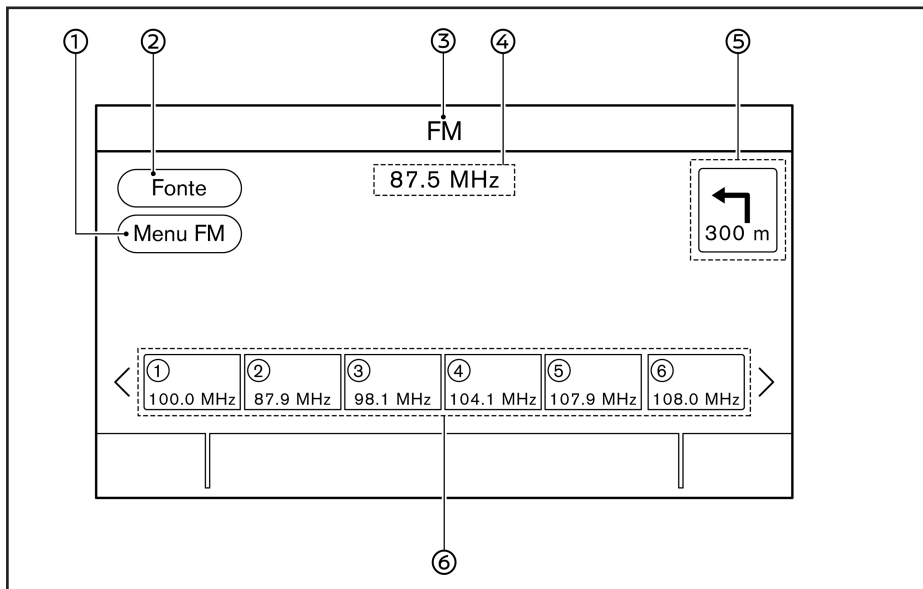 ① ② ③ ④ ⑤
FM
Fonte
87.5 MHz
Menu FM
300 m
① ② ③ ④ ⑤ ⑥
100.0 MHz 87.9 MHz 98.1 MHz 104.1 MHz 107.9 MHz 108.0 MHz
⑥